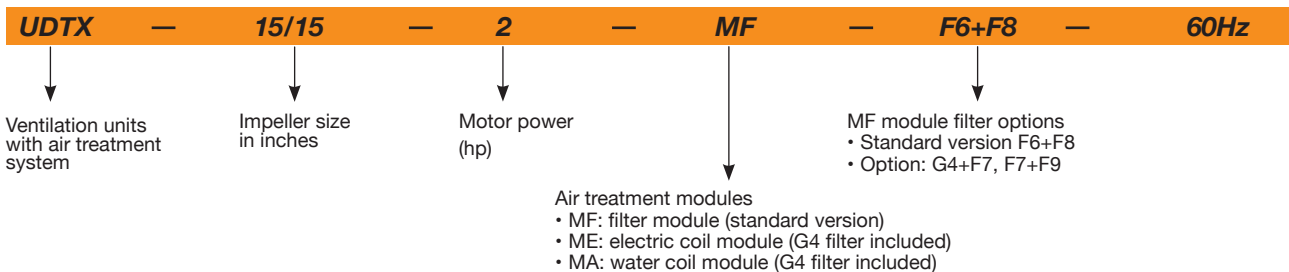 UDTX — 15/15 — 2 — MF — F6+F8 — 60Hz
Ventilation units
with air treatment
system
Impeller size
in inches
Motor power
(hp)
Air treatment modules
• MF: filter module (standard version)
• ME: electric coil module (G4 filter included)
• MA: water coil module (G4 filter included)
MF module filter options
• Standard version F6+F8
• Option: G4+F7, F7+F9